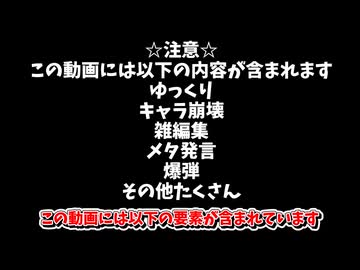 ☆注意☆
この動画には以下の内容が含まれます
ゆっくり
キャラ崩壊
雑編集
メタ発言
爆弾
その他たくさん
この動画には以下の要素が含まれています